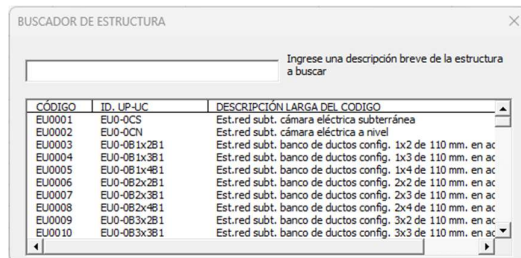 BUSCADOR DE ESTRUCTURA
Ingrese una descripción breve de la estructura
a buscar
CÓDIGO ID. UP-UC DESCRIPCIÓN LARGA DEL CODIGO
EU0001 EU0-0CS Est.red subt. cámara eléctrica subterránea
EU0002 EU0-0CN Est.red subt. cámara eléctrica a nivel
EU0003 EU0-0B1x2B1 Est.red subt. banco de ductos config. 1x2 de 110 mm. en ac
EU0004 EU0-0B1x3B1 Est.red subt. banco de ductos config. 1x3 de 110 mm. en ac
EU0005 EU0-0B1x4B1 Est.red subt. banco de ductos config. 1x4 de 110 mm. en ac
EU0006 EU0-0B2x2B1 Est.red subt. banco de ductos config. 2x2 de 110 mm. en ac
EU0007 EU0-0B2x3B1 Est.red subt. banco de ductos config. 2x3 de 110 mm. en ac
EU0008 EU0-0B2x4B1 Est.red subt. banco de ductos config. 2x4 de 110 mm. en ac
EU0009 EU0-0B3x2B1 Est.red subt. banco de ductos config. 3x2 de 110 mm. en ac
EU0010 EU0-0B3x3B1 Est.red subt. banco de ductos config. 3x3 de 110 mm. en ac